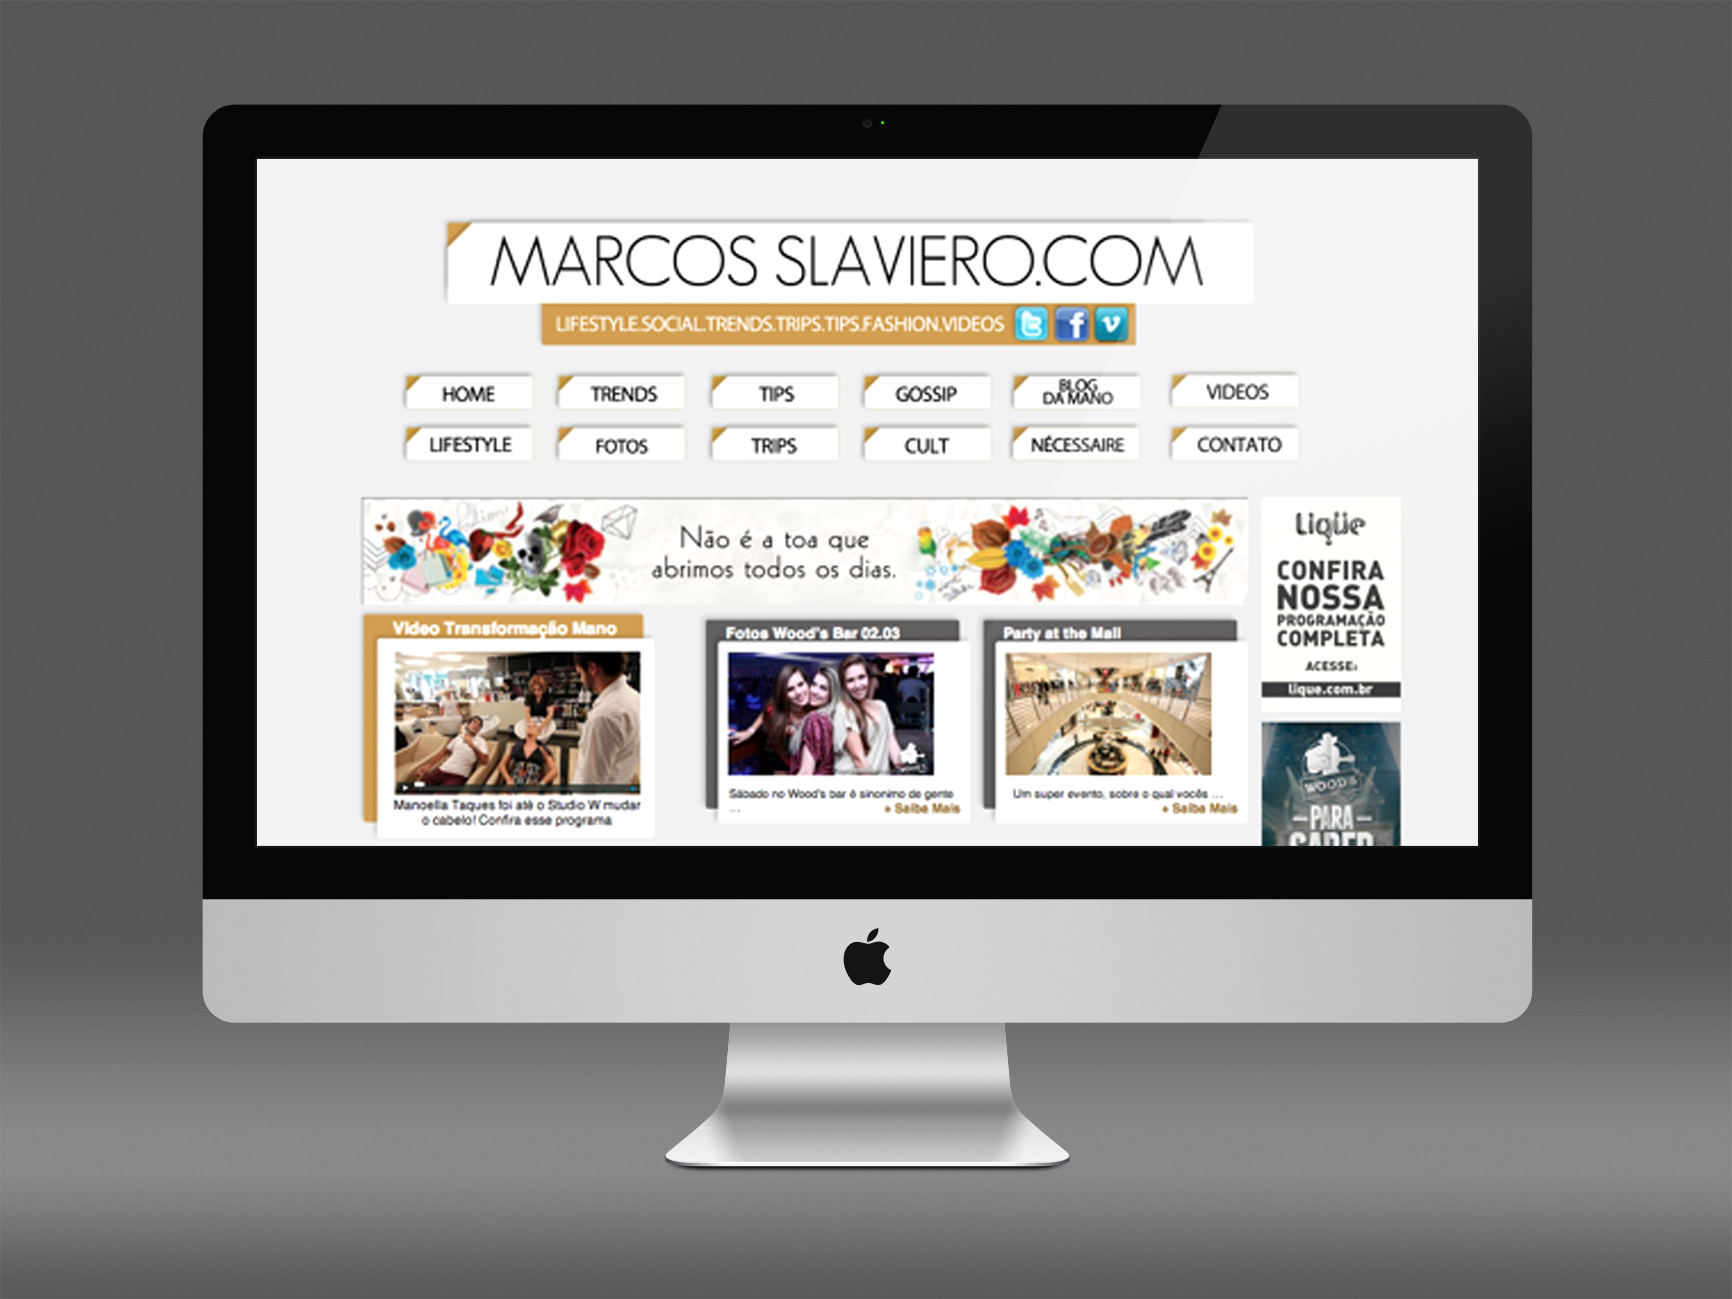 MARCOS SLAVIERO.COM
LIFESTYLE.SOCIAL.TRENDS.TRIPS.TIPS.FASHION.VIDEOS
HOME
TRENDS
TIPS
GOSSIP
BLOG
DA MANO
VIDEOS
LIFESTYLE
FOTOS
TRIPS
CULT
NÉCESSAIRE
CONTATO
Não é a toa que
abrimos todos os dias.
Liqüe
CONFIRA
NOSSA
PROGRAMAÇÃO
COMPLETA
ACESSE:
lique.com.br
Video Transformação Mano
Manoella Taques foi até o Studio W mudar
o cabelo! Confira esse programa
Fotos Wood's Bar 02.03
Sábado no Wood's bar é sinonimo de gente
...
+ Saiba Mais
Party at the Mall
Um super evento, sobre o qual vocês ...
+ Saiba Mais
WOOD'S
PARA
SABER